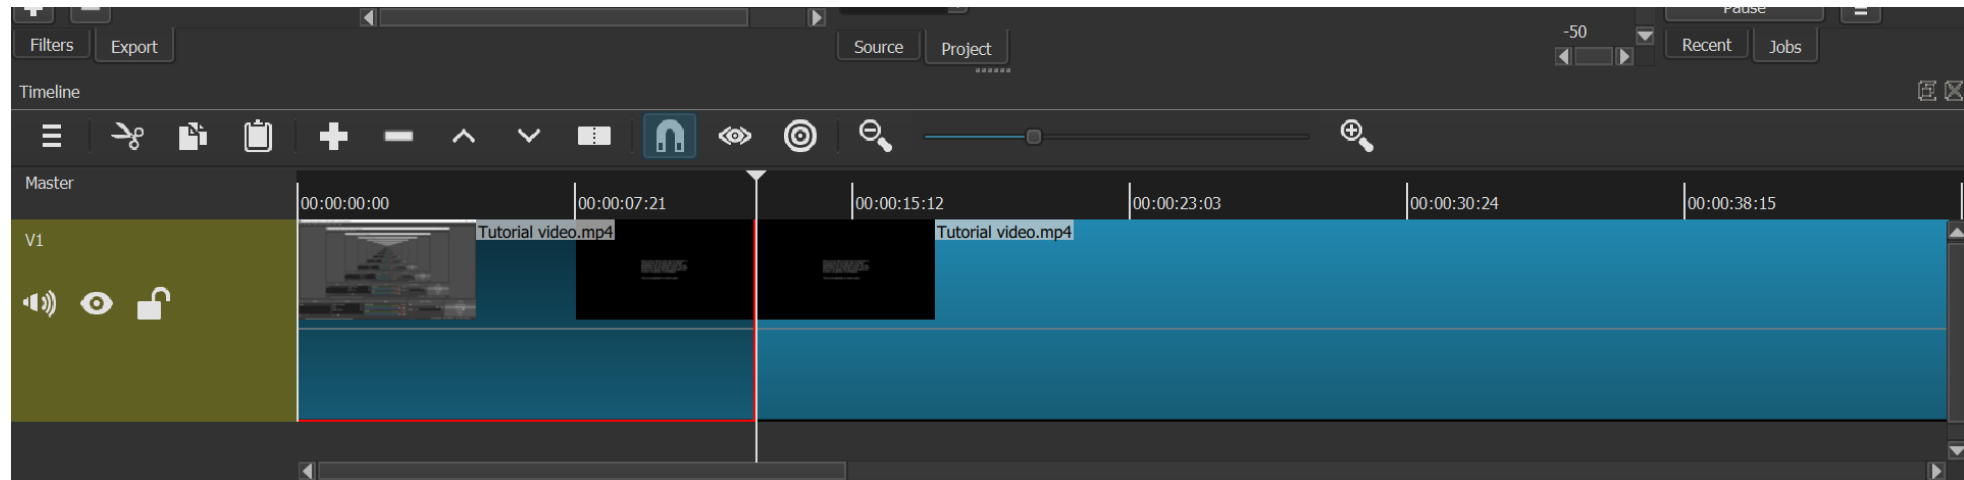 Pause
Filters Export
Source Project
-50
Recent Jobs
Timeline
Master
00:00:00:00 00:00:07:21 00:00:15:12 00:00:23:03 00:00:30:24 00:00:38:15
V1
Tutorial video.mp4 Tutorial video.mp4